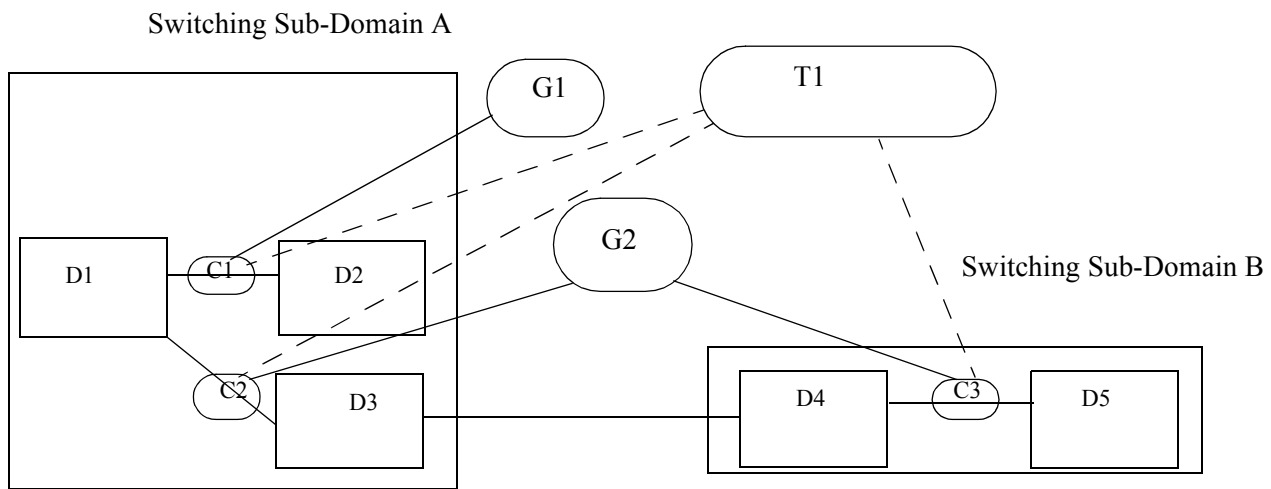 Switching Sub-Domain A
G1
T1
G2
D1
C1
D2
Switching Sub-Domain B
C2
D3
D4
C3
D5